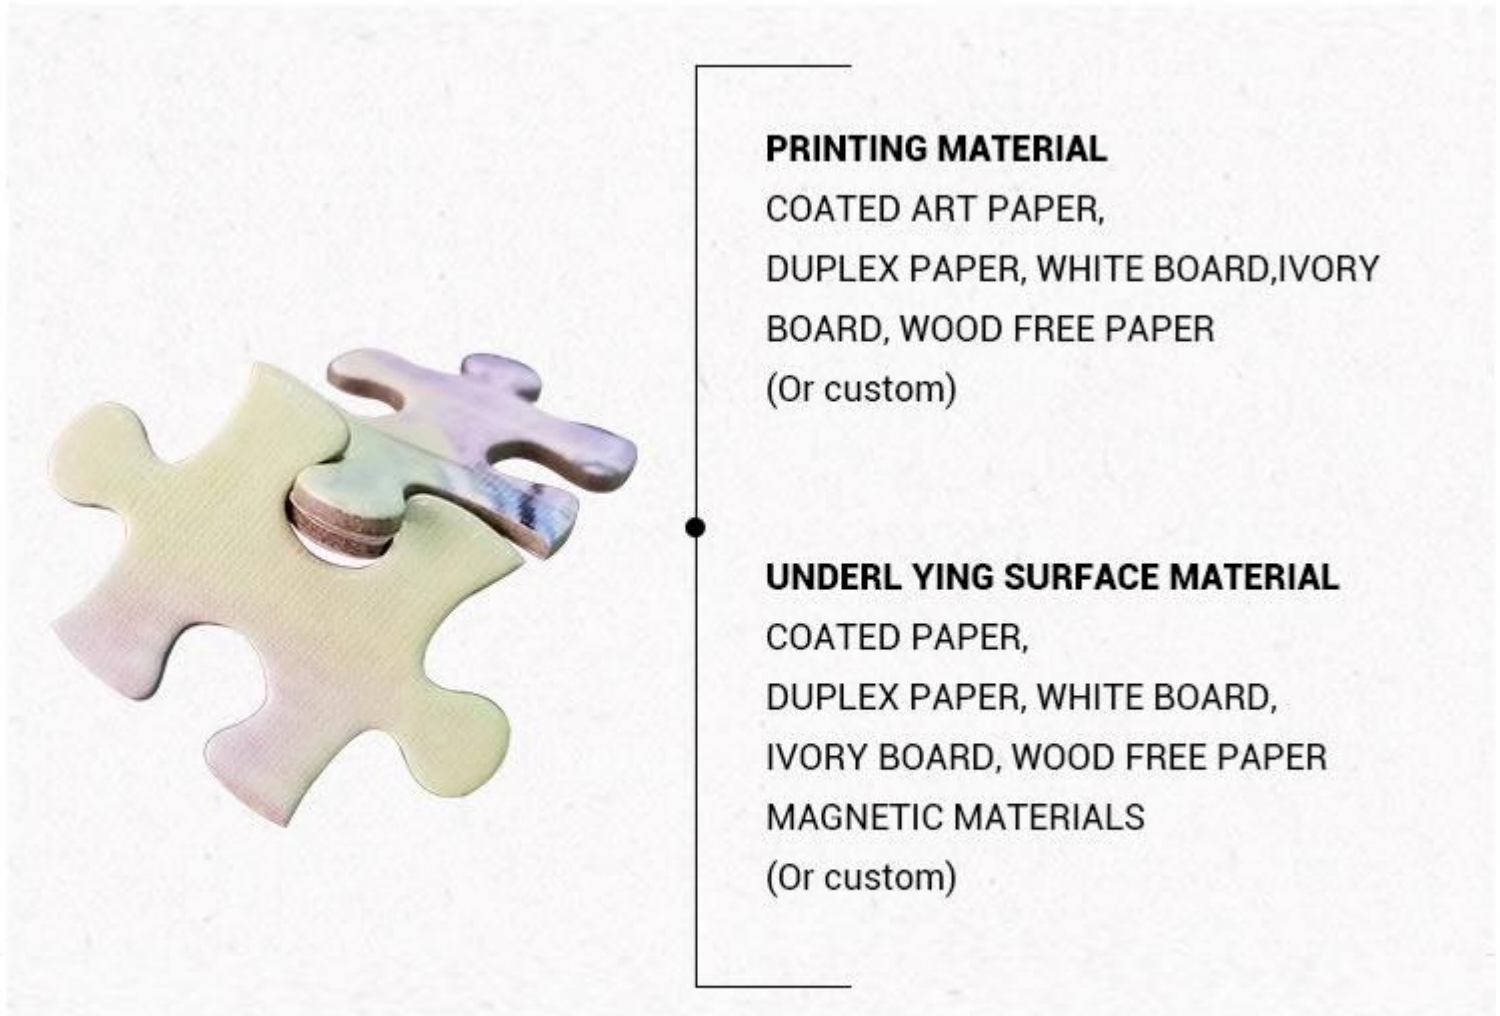 PRINTING MATERIAL
COATED ART PAPER,
DUPLEX PAPER, WHITE BOARD,IVORY
BOARD, WOOD FREE PAPER
(Or custom)
UNDERL YING SURFACE MATERIAL
COATED PAPER,
DUPLEX PAPER, WHITE BOARD,
IVORY BOARD, WOOD FREE PAPER
MAGNETIC MATERIALS
(Or custom)